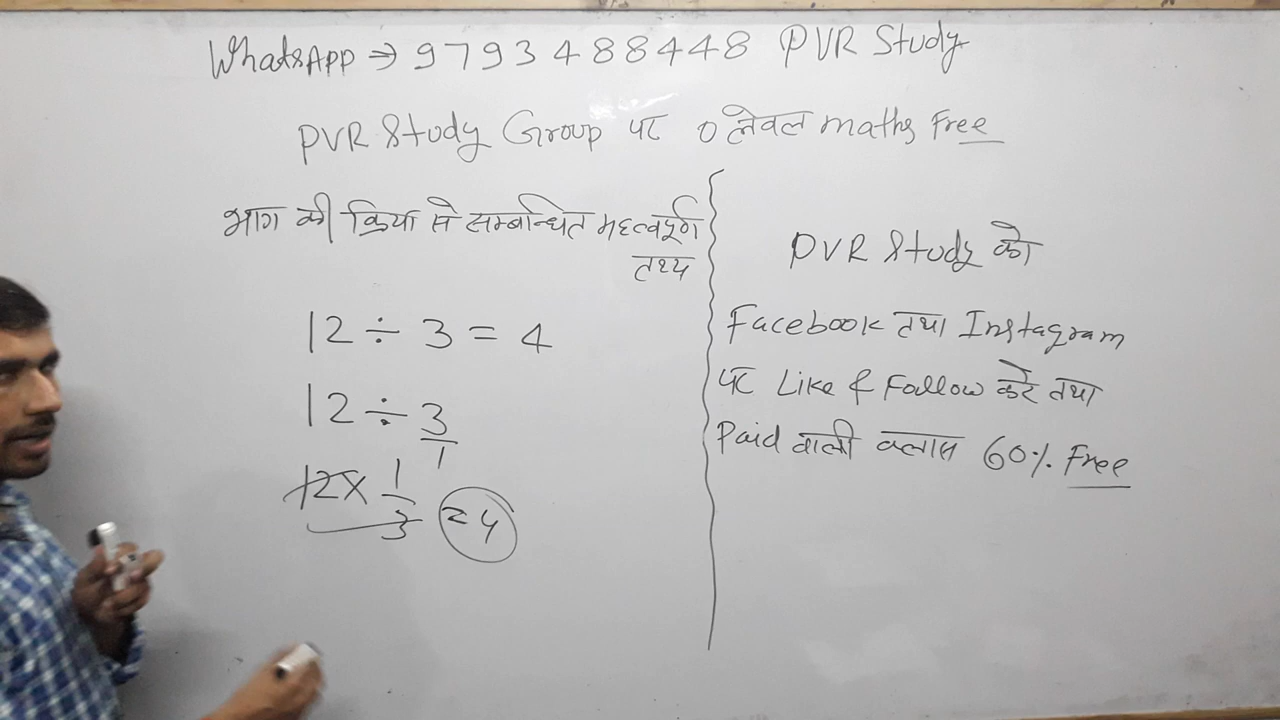 WhatsApp → 9793488448 PVR Study
PVR Study Group पर 0 लेवल maths Free
भाग की क्रिया से सम्बन्धित महत्वपूर्ण
तथ्य
12 ÷ 3 = 4
12 ÷ 3/1
12 × 1/3 = 4
PVR Study को
Facebook तथा Instagram
पर Like & Follow करे तथा
Paid वाली क्लास 60% Free